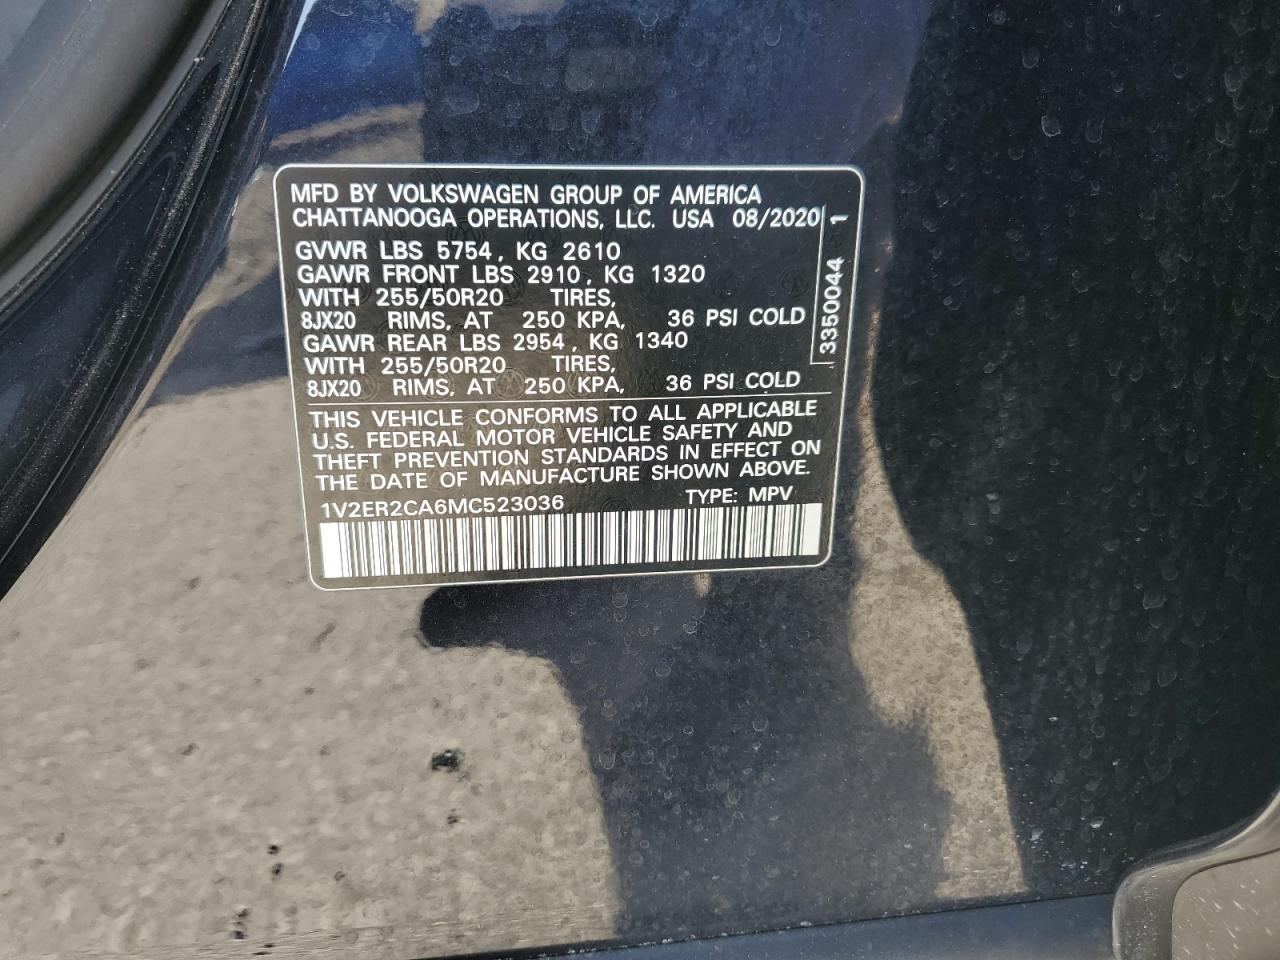 MFD BY VOLKSWAGEN GROUP OF AMERICA
CHATTANOOGA OPERATIONS, LLC. USA 08/2020
GVWR LBS 5754, KG 2610
GAWR FRONT LBS 2910, KG 1320
WITH 255/50R20 TIRES,
8JX20 RIMS, AT 250 KPA, 36 PSI COLD
GAWR REAR LBS 2954, KG 1340
WITH 255/50R20 TIRES,
8JX20 RIMS, AT 250 KPA, 36 PSI COLD
3350044 1
THIS VEHICLE CONFORMS TO ALL APPLICABLE
U.S. FEDERAL MOTOR VEHICLE SAFETY AND
THEFT PREVENTION STANDARDS IN EFFECT ON
THE DATE OF MANUFACTURE SHOWN ABOVE.
1V2ER2CA6MC523036 TYPE: MPV